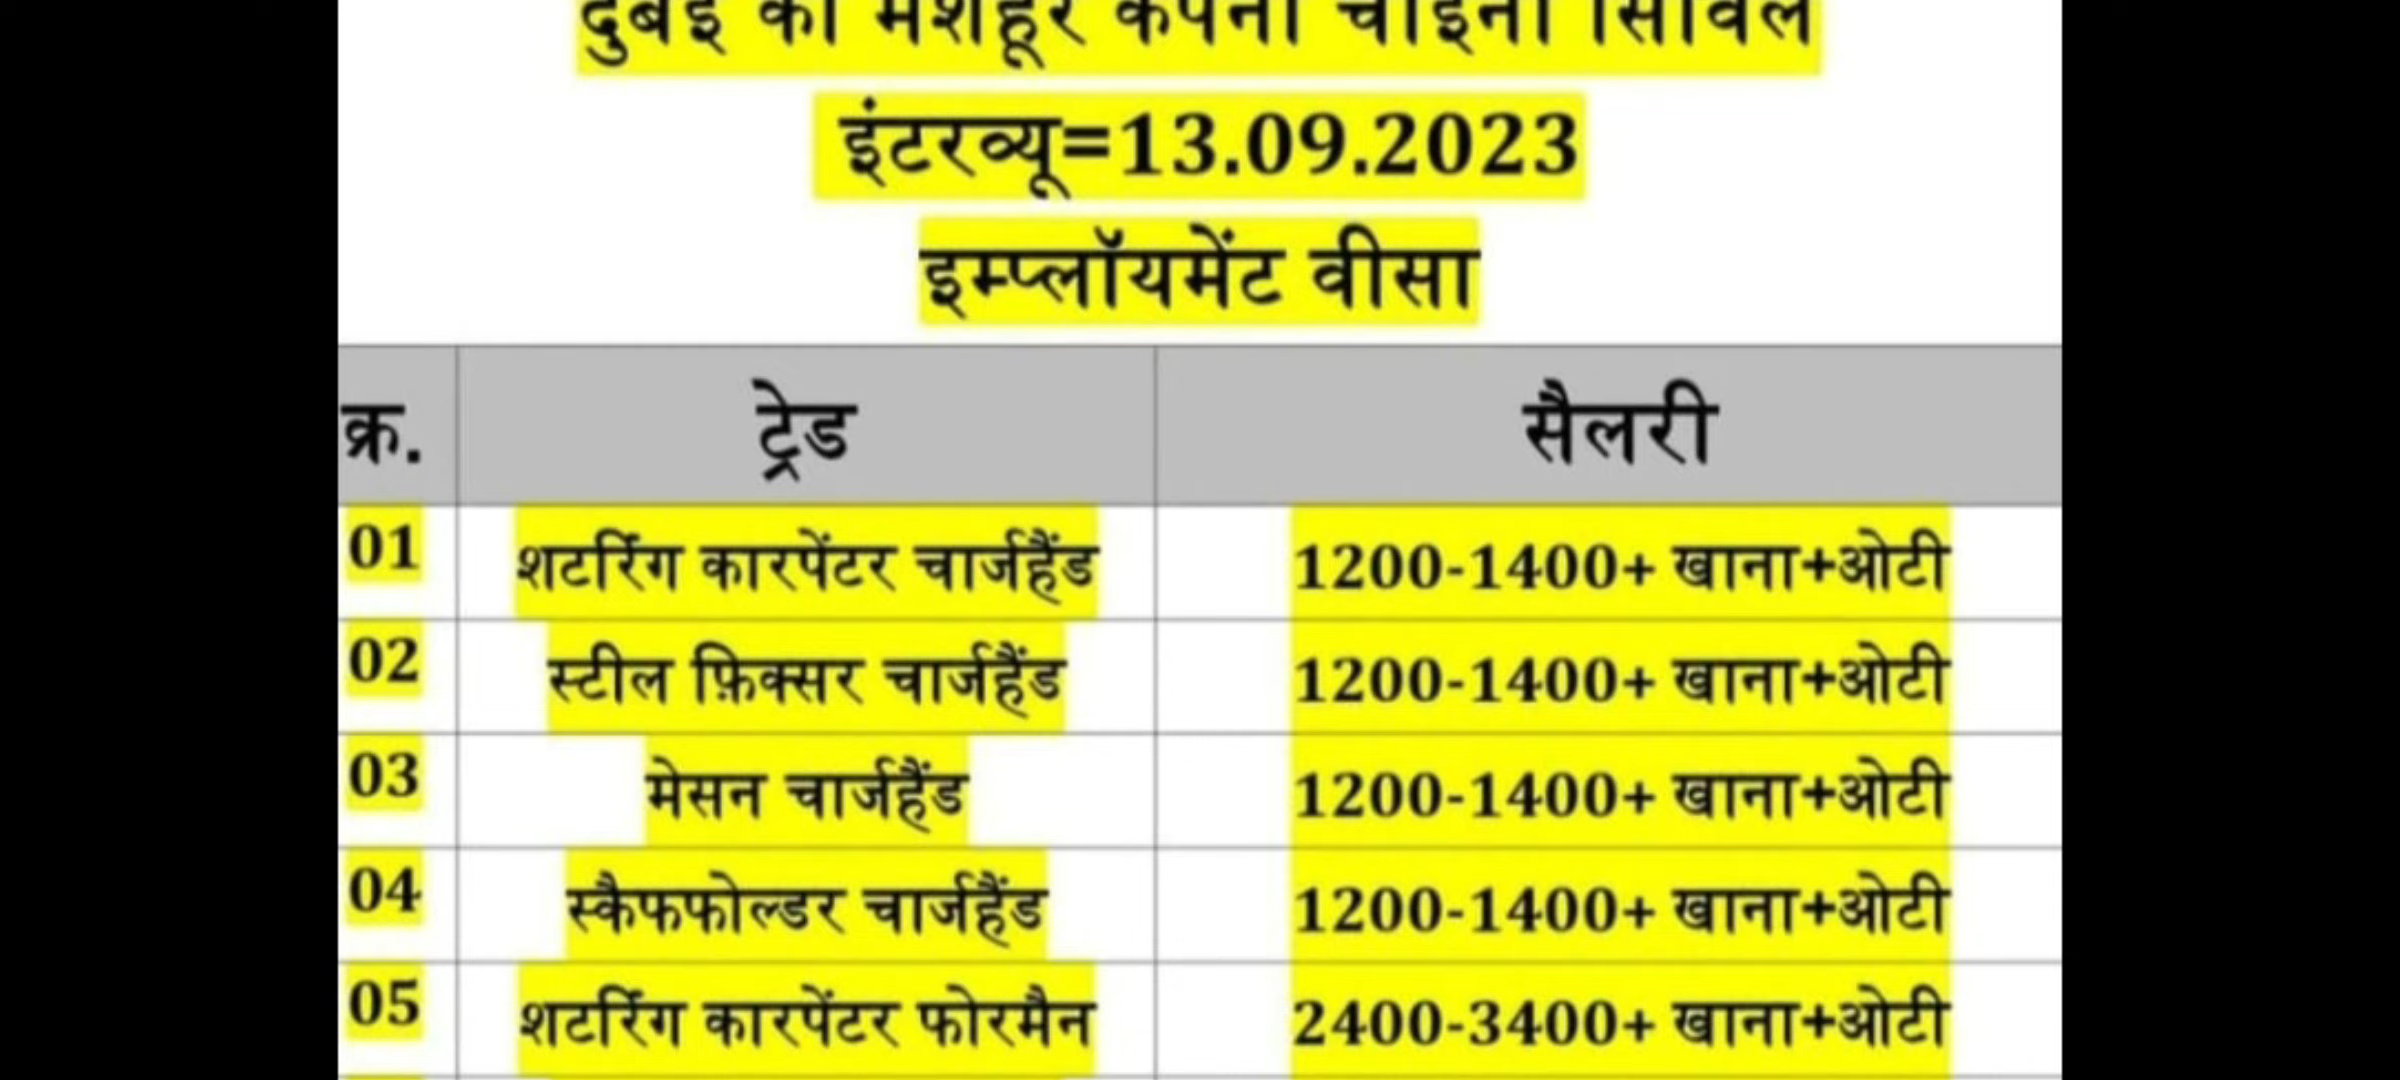 दुबई की मशहूर कंपनी चाइना सिविल
इंटरव्यू=13.09.2023
इम्प्लॉयमेंट वीसा
क्र. ट्रेड सैलरी
01 शटरिंग कारपेंटर चार्जहैंड 1200-1400+ खाना+ओटी
02 स्टील फ़िक्सर चार्जहैंड 1200-1400+ खाना+ओटी
03 मेसन चार्जहैंड 1200-1400+ खाना+ओटी
04 स्कैफफोल्डर चार्जहैंड 1200-1400+ खाना+ओटी
05 शटरिंग कारपेंटर फोरमैन 2400-3400+ खाना+ओटी